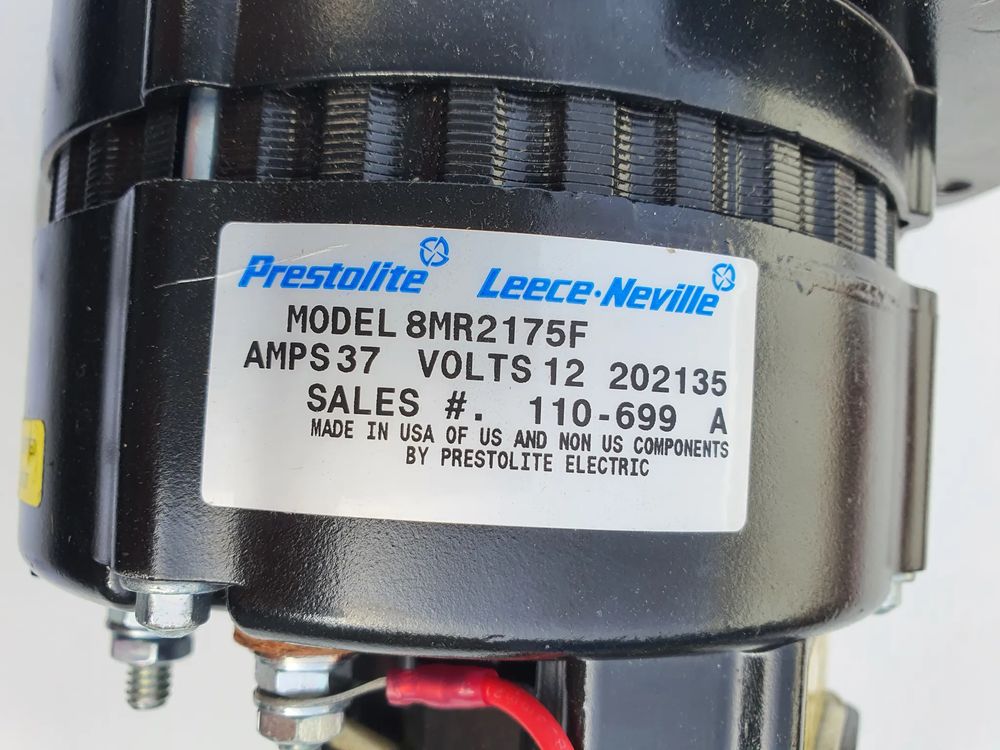 Prestolite Leece·Neville
MODEL 8MR2175F
AMPS 37 VOLTS 12 202135
SALES #. 110-699 A
MADE IN USA OF US AND NON US COMPONENTS
BY PRESTOLITE ELECTRIC